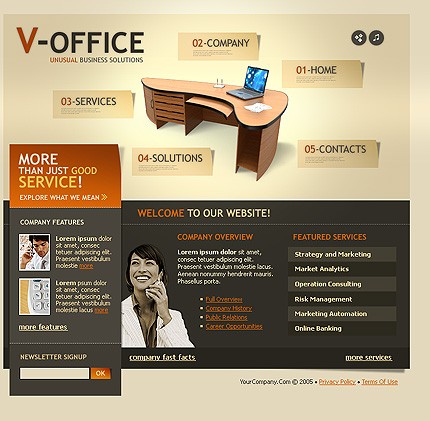 V-OFFICE
UNUSUAL BUSINESS SOLUTIONS
02-COMPANY
01-HOME
03-SERVICES
04-SOLUTIONS
05-CONTACTS
MORE
THAN JUST GOOD
SERVICE!
EXPLORE WHAT WE MEAN
COMPANY FEATURES
Lorem ipsum dolor
sit amet, consec
tetuer adipiscing
elit. Praesent
vestibulum
molestie more
Lorem psium dolor
sit amet, consec
tetuer adipiscing
elit. Praesent
vestibulum
molestie lacus more
more features
NEWSLETTER SIGNUP
OK
WELCOME TO OUR WEBSITE!
COMPANY OVERVIEW
Lorem ipsum dolor sit amet,
consec tetuer adipiscing elit.
Praesent vestibulum molestie lacus.
Aenean nonummy hendrerit mauris.
Phaselus porta.
Full Overview
Company History
Public Relations
Career Opportunities
FEATURED SERVICES
Strategy and Marketing
Market Analytics
Operation Consulting
Risk Management
Marketing Automation
Online Banking
company fast facts
more services
YourCompany.Com © 2005 • Privacy Policy • Terms Of Use